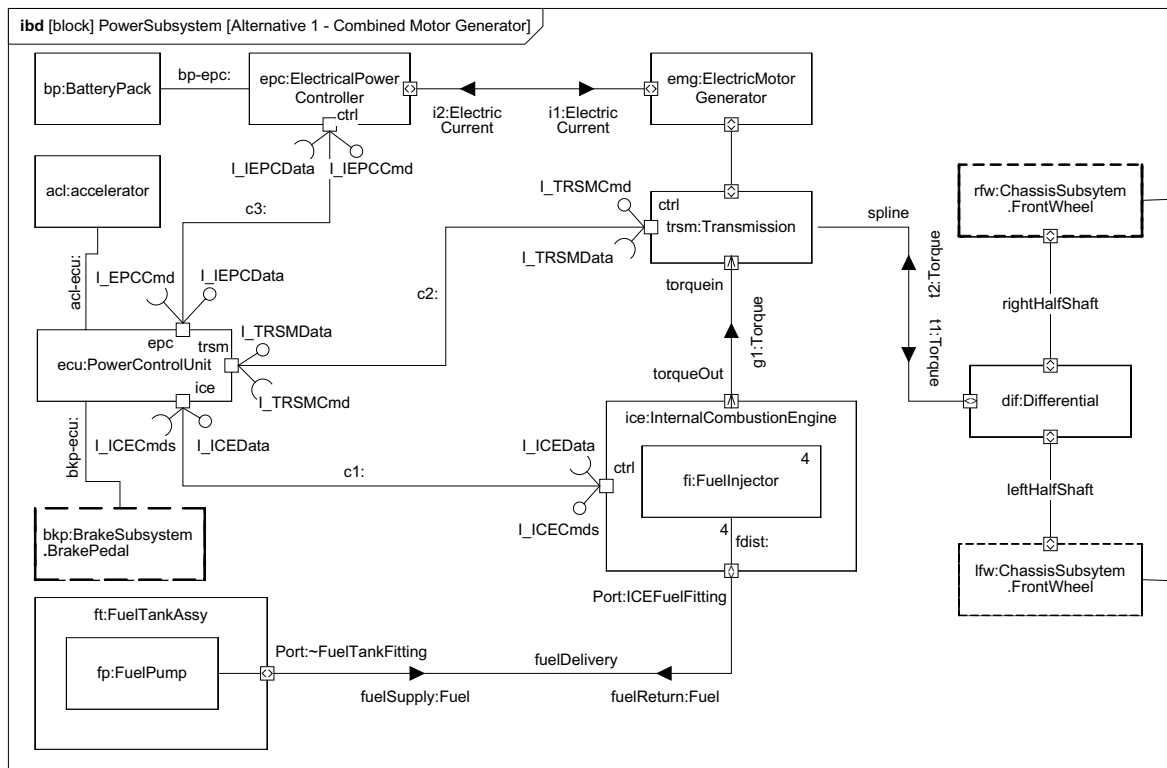 ibd [block] PowerSubsystem [Alternative 1 - Combined Motor Generator]
bp:BatteryPack
bp-epc:
epc:ElectricalPower
Controller
ctrl
i2:Electric
Current
i1:Electric
Current
emg:ElectricMotor
Generator
I_IEPCData
I_IEPCCmd
acl:accelerator
c3:
I_TRSMCmd
ctrl
trsm:Transmission
I_TRSMData
spline
rfw:ChassisSubsytem
.FrontWheel
acl-ecu:
I_EPCCmd
I_IEPCData
c2:
torquein
t2:Torque
rightHalfShaft
epc
trsm
ecu:PowerControlUnit
ice
I_TRSMData
I_TRSMCmd
g1:Torque
t1:Torque
torqueOut
dif:Differential
bkp-ecu:
I_ICECmds
I_ICEData
c1:
I_ICEData
ctrl
I_ICECmds
ice:InternalCombustionEngine
4
fi:FuelInjector
4
fdist:
leftHalfShaft
bkp:BrakeSubsystem
.BrakePedal
lfw:ChassisSubsytem
.FrontWheel
Port:ICEFuelFitting
ft:FuelTankAssy
fp:FuelPump
Port:~FuelTankFitting
fuelDelivery
fuelSupply:Fuel
fuelReturn:Fuel